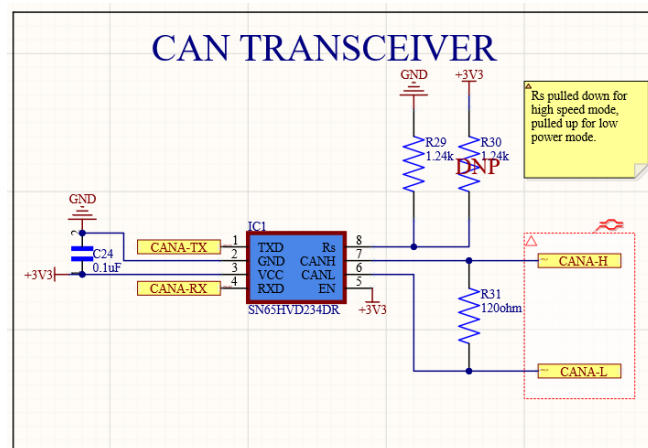 CAN TRANSCEIVER
GND
+3V3
Rs pulled down for
high speed mode,
pulled up for low
power mode.
R29
1.24k
R30
1.24k
DNP
GND
IC1
CANA-TX
1
TXD
Rs
8
2
GND
CANH
7
CANA-H
C24
0.1uF
2
1
+3V3
3
VCC
CANL
6
CANA-RX
4
RXD
EN
5
+3V3
SN65HVD234DR
R31
120ohm
CANA-L